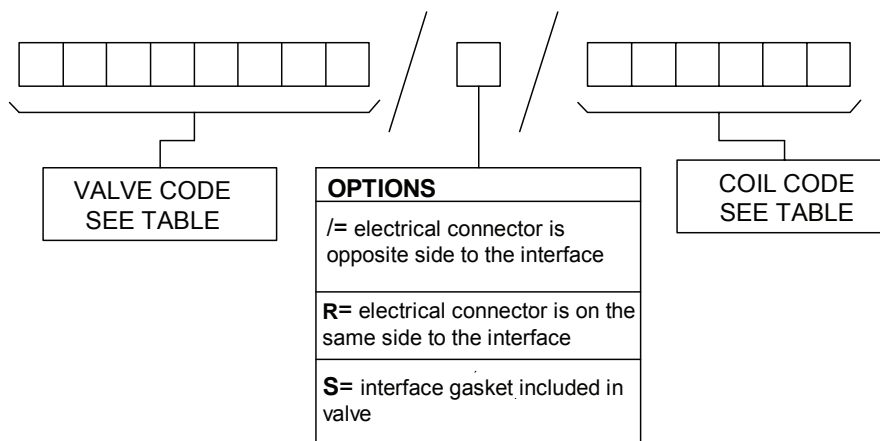 VALVE CODE
SEE TABLE
OPTIONS
/= electrical connector is
opposite side to the interface
R= electrical connector is on the
same side to the interface
S= interface gasket included in
valve
COIL CODE
SEE TABLE